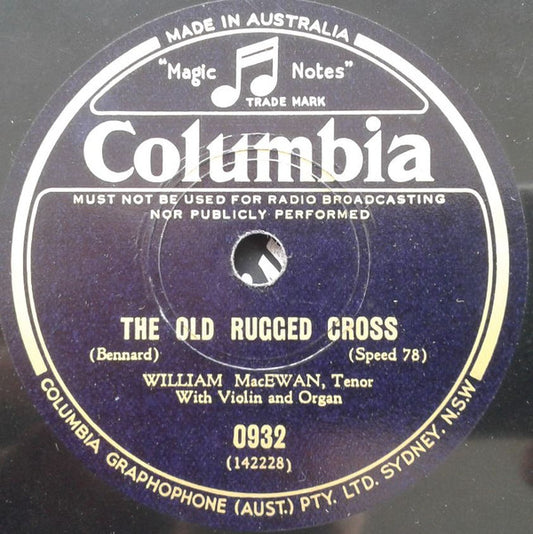 MADE IN AUSTRALIA
"Magic Notes"
TRADE MARK
Columbia
MUST NOT BE USED FOR RADIO BROADCASTING
NOR PUBLICLY PERFORMED
THE OLD RUGGED CROSS
(Bennard) (Speed 78)
WILLIAM MacEWAN, Tenor
With Violin and Organ
0932
(142228)
COLUMBIA GRAPHOPHONE (AUST.) PTY. LTD. SYDNEY. N.S.W